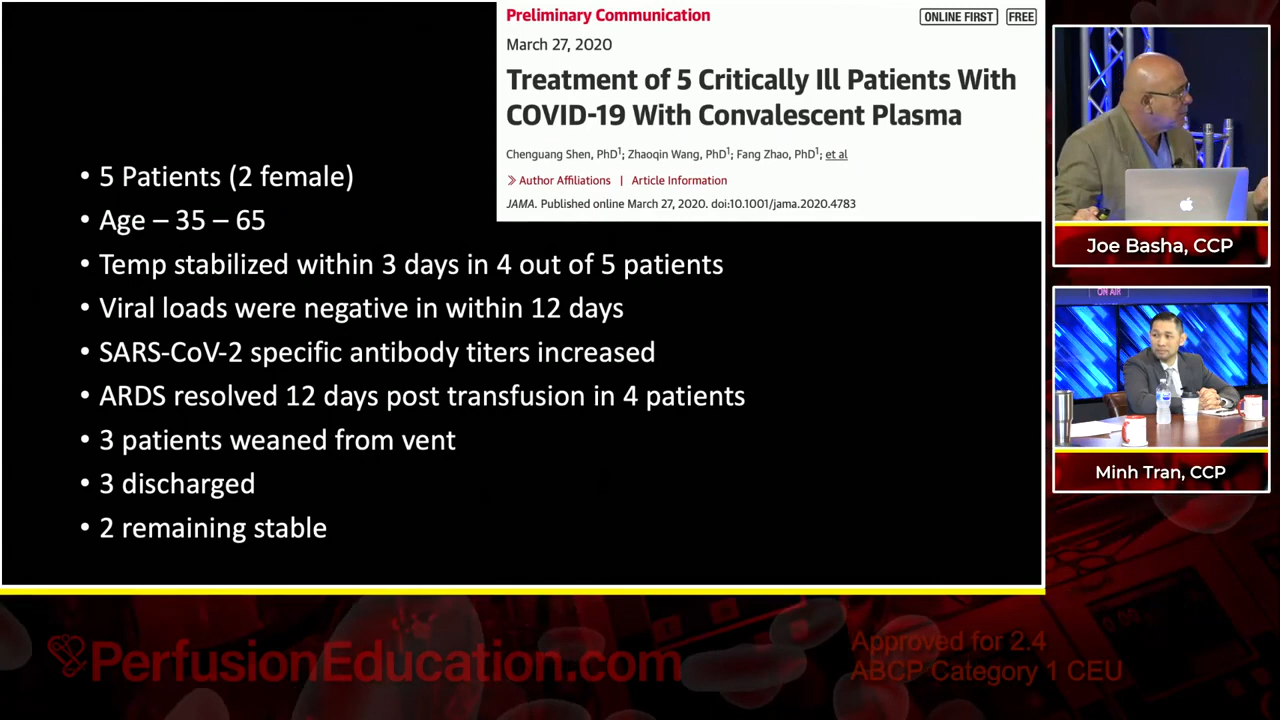 Preliminary Communication
ONLINE FIRST FREE
March 27, 2020
Treatment of 5 Critically Ill Patients With
COVID-19 With Convalescent Plasma
Chenguang Shen, PhD1; Zhaoqin Wang, PhD1; Fang Zhao, PhD1; et al
Author Affiliations | Article Information
JAMA. Published online March 27, 2020. doi:10.1001/jama.2020.4783
• 5 Patients (2 female)
• Age – 35 – 65
• Temp stabilized within 3 days in 4 out of 5 patients
• Viral loads were negative in within 12 days
• SARS-CoV-2 specific antibody titers increased
• ARDS resolved 12 days post transfusion in 4 patients
• 3 patients weaned from vent
• 3 discharged
• 2 remaining stable
Joe Basha, CCP
ON AIR
Minh Tran, CCP
PerfusionEducation.com
Approved for 2.4
ABCP Category 1 CEU